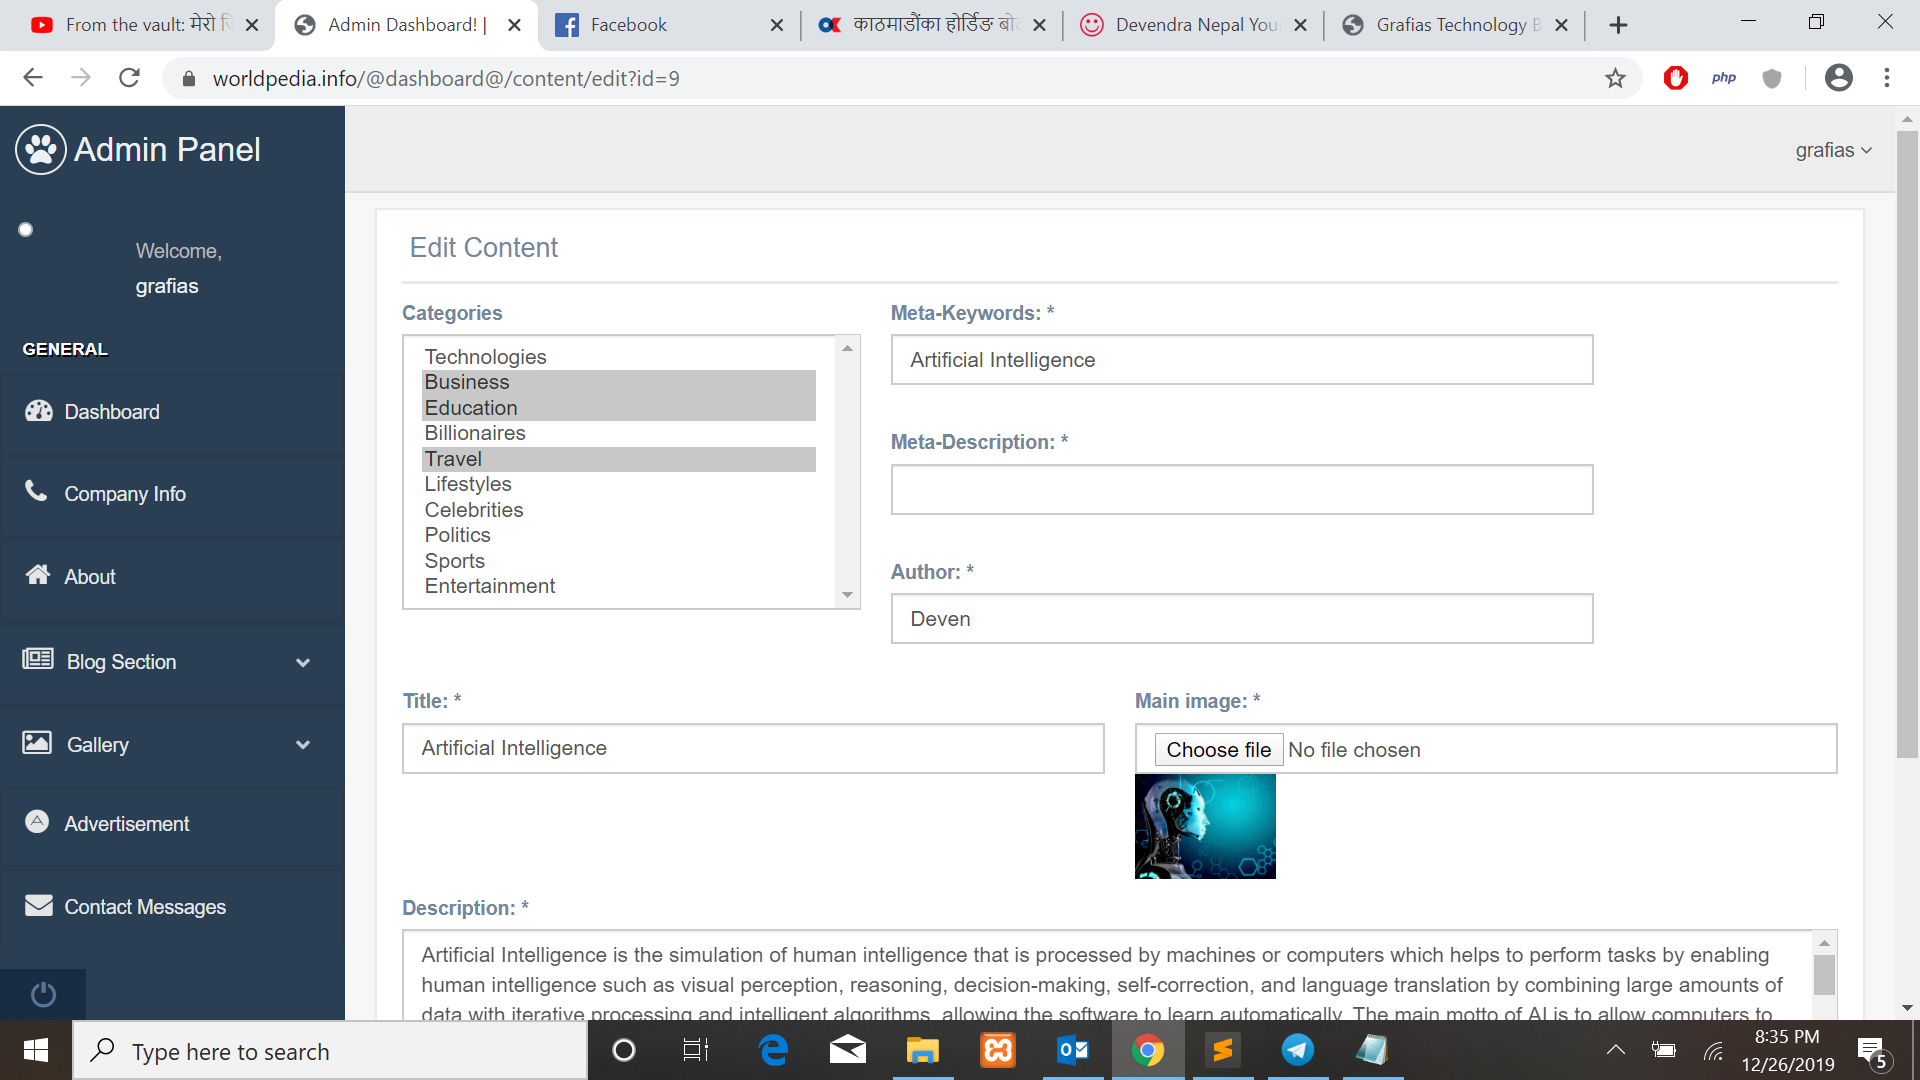 From the vault: मेरो
Admin Dashboard! |
Facebook
काठमाडौंका होर्डिङ बो
Devendra Nepal You
Grafias Technology B
worldpedia.info/@dashboard@/content/edit?id=9
php
Admin Panel
grafias
Welcome,
grafias
GENERAL
Dashboard
Company Info
About
Blog Section
Gallery
Advertisement
Contact Messages
Edit Content
Categories
Technologies
Business
Education
Billionaires
Travel
Lifestyles
Celebrities
Politics
Sports
Entertainment
Meta-Keywords: *
Artificial Intelligence
Meta-Description: *
Author: *
Deven
Title: *
Artificial Intelligence
Main image: *
Choose file No file chosen
Description: *
Artificial Intelligence is the simulation of human intelligence that is processed by machines or computers which helps to perform tasks by enabling
human intelligence such as visual perception, reasoning, decision-making, self-correction, and language translation by combining large amounts of
data with iterative processing and intelligent algorithms, allowing the software to learn automatically. The main motto of AI is to allow computers to
Type here to search
8:35 PM
12/26/2019
5